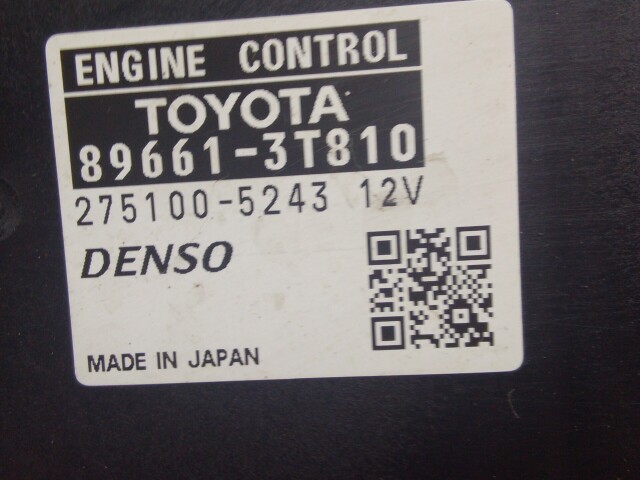 ENGINE CONTROL
TOYOTA
89661-3T810
275100-5243 12V
DENSO
MADE IN JAPAN